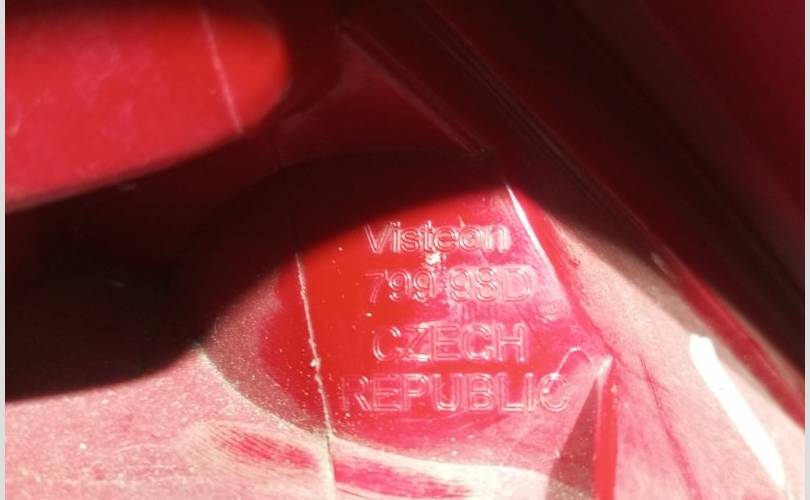 Visteon
799 98D
CZECH
REPUBLIC